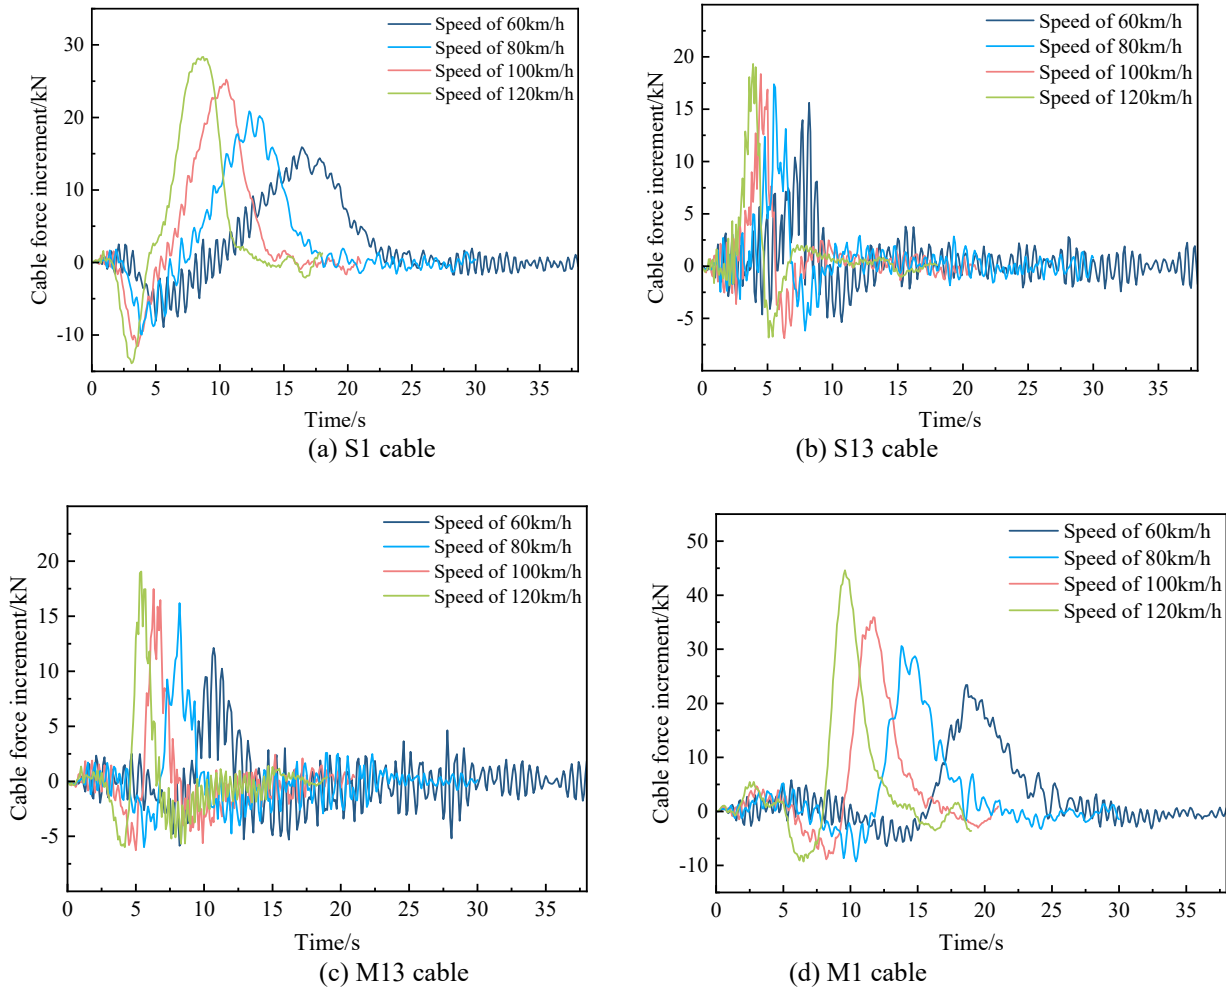 Speed of 60km/h
Speed of 80km/h
Speed of 100km/h
Speed of 120km/h
30
20
10
0
-10
Cable force increment/kN
0 5 10 15 20 25 30 35
Time/s
(a) S1 cable
Speed of 60km/h
Speed of 80km/h
Speed of 100km/h
Speed of 120km/h
20
15
10
5
0
-5
Cable force increment/kN
0 5 10 15 20 25 30 35
Time/s
(b) S13 cable
Speed of 60km/h
Speed of 80km/h
Speed of 100km/h
Speed of 120km/h
20
15
10
5
0
-5
Cable force increment/kN
0 5 10 15 20 25 30 35
Time/s
(c) M13 cable
Speed of 60km/h
Speed of 80km/h
Speed of 100km/h
Speed of 120km/h
50
40
30
20
10
0
-10
Cable force increment/kN
0 5 10 15 20 25 30 35
Time/s
(d) M1 cable